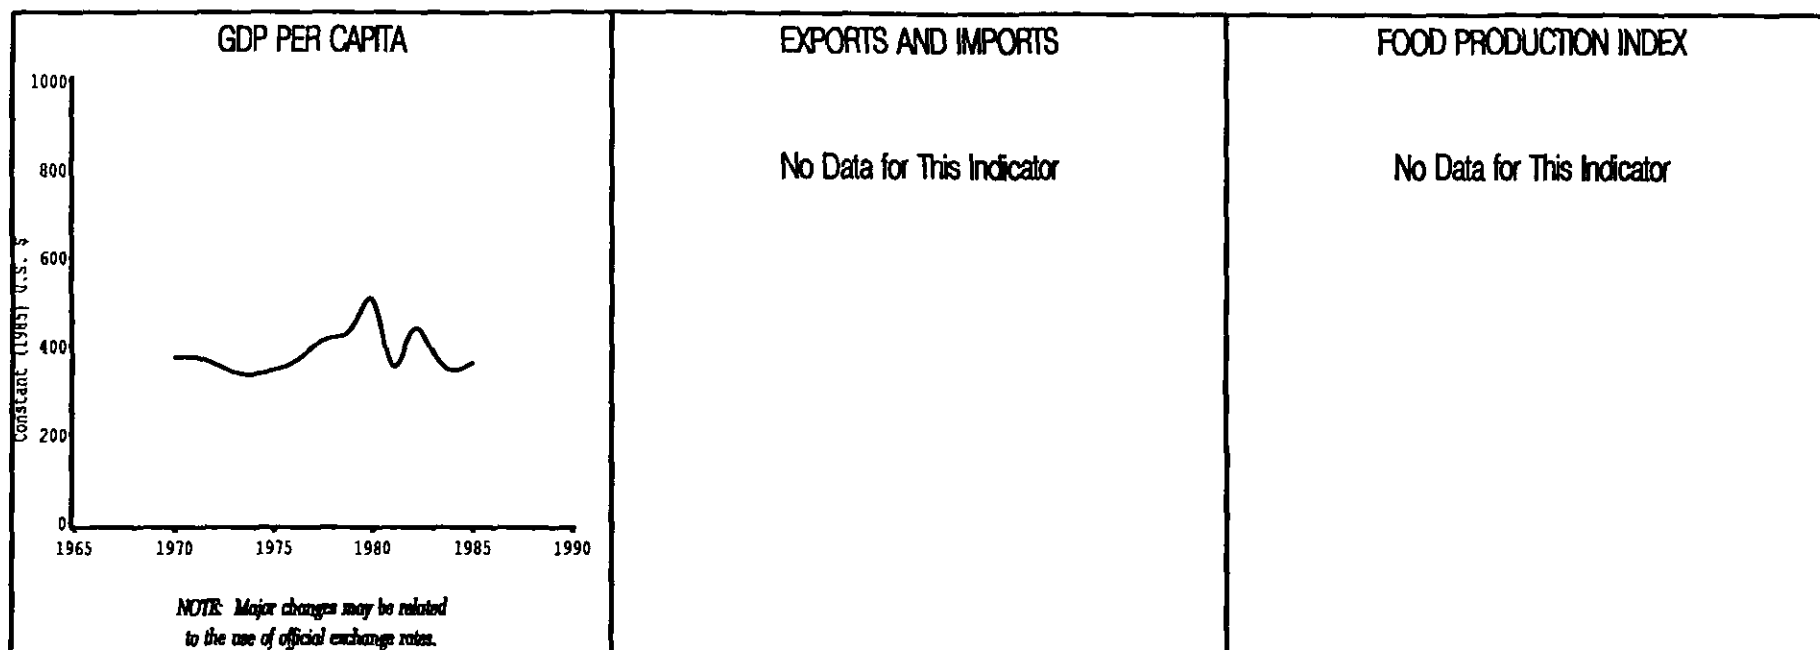 GDP PER CAPITA
1000
800
600
400
200
0
Constant (1985) U.S. $
1965 1970 1975 1980 1985 1990
NOTE: Major changes may be related
to the use of official exchange rates.
EXPORTS AND IMPORTS
No Data for This Indicator
FOOD PRODUCTION INDEX
No Data for This Indicator